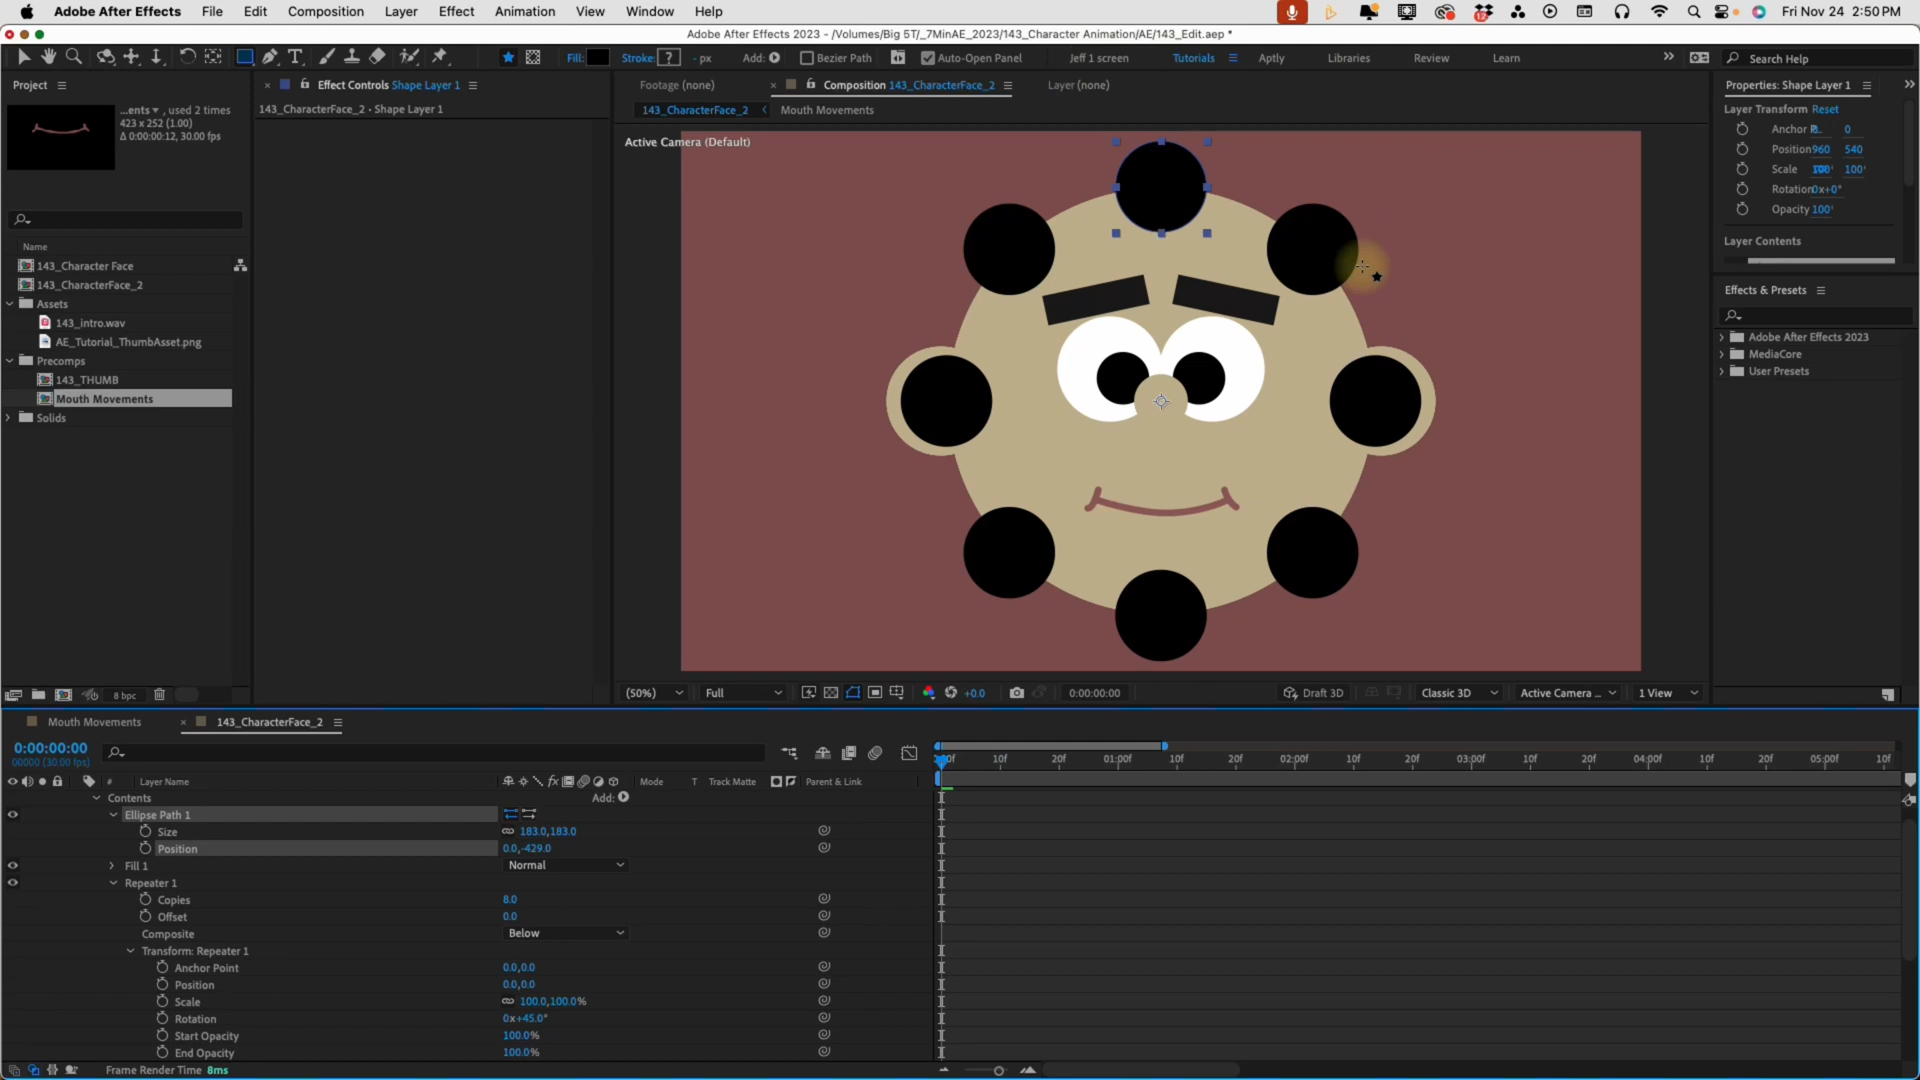 Adobe After Effects File Edit Composition Layer Effect Animation View Window Help
12
Fri Nov 24 2:50 PM
Adobe After Effects 2023 - /Volumes/Big 5T/_7MinAE_2023/143_Character Animation/AE/143_Edit.aep *
Fill: Stroke: ? - px Add: Bezier Path Auto-Open Panel Jeff 1 screen Tutorials Aptly Libraries Review Learn Search Help
Project
...ents , used 2 times
423 x 252 (1.00)
Δ 0:00:00:12, 30.00 fps
Name
143_Character Face
143_CharacterFace_2
Assets
143_intro.wav
AE_Tutorial_ThumbAsset.png
Precomps
143_THUMB
Mouth Movements
Solids
8 bpc
Effect Controls Shape Layer 1
143_CharacterFace_2 • Shape Layer 1
Footage (none) Composition 143_CharacterFace_2 Layer (none)
143_CharacterFace_2 Mouth Movements
Active Camera (Default)
(50%) Full +0.0 0:00:00:00 Draft 3D Classic 3D Active Camera ... 1 View
Properties: Shape Layer 1
Layer Transform Reset
Anchor 0
Position 960 540
Scale 100 100
Rotation 0x+0°
Opacity 100
Layer Contents
Effects & Presets
Adobe After Effects 2023
MediaCore
User Presets
Mouth Movements 143_CharacterFace_2
0:00:00:00
00000 (30.00 fps)
# Layer Name fx Mode T Track Matte Parent & Link
10f 20f 01:00f 10f 20f 02:00f 10f 20f 03:00f 10f 20f 04:00f 10f 20f 05:00f 10f
Contents Add:
Ellipse Path 1
Size 183.0,183.0
Position 0.0,-429.0
Fill 1 Normal
Repeater 1
Copies 8.0
Offset 0.0
Composite Below
Transform: Repeater 1
Anchor Point 0.0,0.0
Position 0.0,0.0
Scale 100.0,100.0%
Rotation 0x+45.0°
Start Opacity 100.0%
End Opacity 100.0%
Frame Render Time 8ms